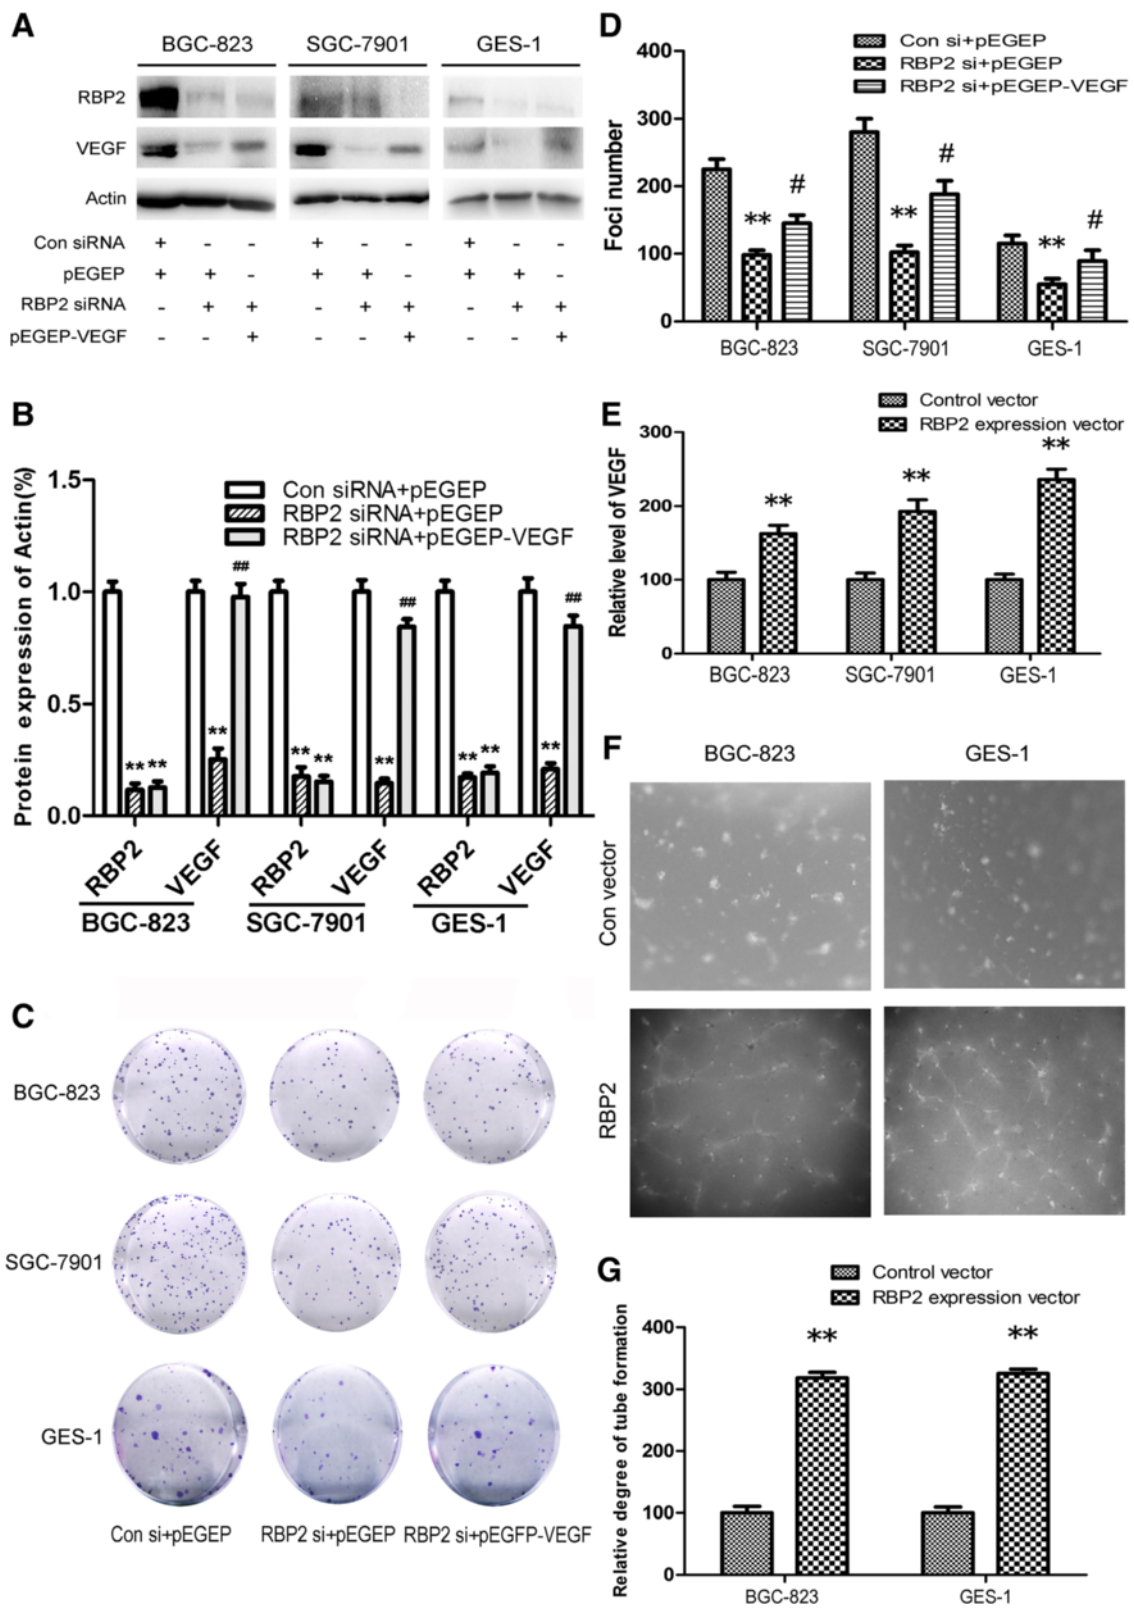 A
BGC-823 SGC-7901 GES-1
RBP2
VEGF
Actin
Con siRNA + - - + - - + - -
pEGEP + + - + + - + + -
RBP2 siRNA - + + - + + - + +
pEGEP-VEGF - - + - - + - - +
B
Protein expression of Actin(%)
1.5
1.0
0.5
0.0
Con siRNA+pEGEP
RBP2 siRNA+pEGEP
RBP2 siRNA+pEGEP-VEGF
** ** ** ## ** ** ** ## ** ** ** ##
RBP2 VEGF RBP2 VEGF RBP2 VEGF
BGC-823 SGC-7901 GES-1
C
BGC-823
SGC-7901
GES-1
Con si+pEGEP RBP2 si+pEGEP RBP2 si+pEGFP-VEGF
D
Con si+pEGEP
RBP2 si+pEGEP
RBP2 si+pEGEP-VEGF
Foci number
400
300
200
100
0
** # ** # ** #
BGC-823 SGC-7901 GES-1
E
Control vector
RBP2 expression vector
Relative level of VEGF
300
200
100
0
** ** **
BGC-823 SGC-7901 GES-1
F
BGC-823 GES-1
Con vector
RBP2
G
Control vector
RBP2 expression vector
Relative degree of tube formation
400
300
200
100
0
** **
BGC-823 GES-1